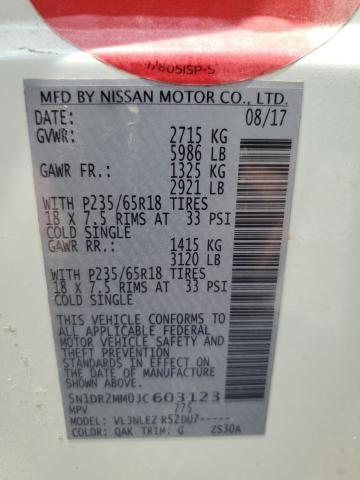 MFD BY NISSAN MOTOR CO., LTD.
DATE: 08/17
GVWR: 2715 KG
5986 LB
GAWR FR.: 1325 KG
2921 LB
WITH P235/65R18 TIRES
18 X 7.5 RIMS AT 33 PSI
COLD SINGLE
GAWR RR.: 1415 KG
3120 LB
WITH P235/65R18 TIRES
18 X 7.5 RIMS AT 33 PSI
COLD SINGLE
THIS VEHICLE CONFORMS TO
ALL APPLICABLE FEDERAL
MOTOR VEHICLE SAFETY
STANDARDS IN EFFECT ON
THE DATE OF MANUFACTURE
SHOWN ABOVE.
5N1DR2MM0JC603123
MPV 775
MODEL: VLJNLEZ R52DU7-----
COLOR: QAK TRIM: G ZS30A